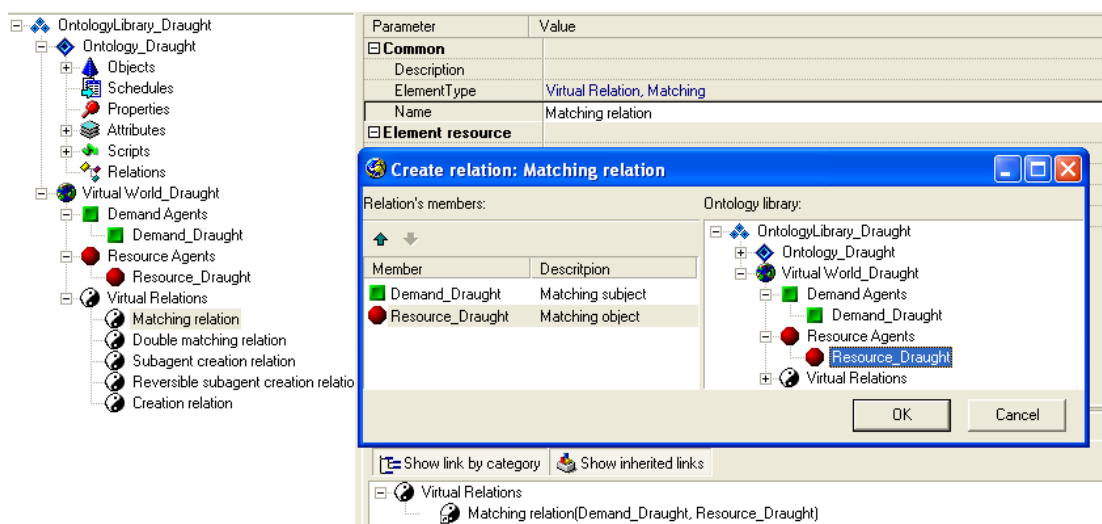 OntologyLibrary_Draught
Ontology_Draught
Objects
Schedules
Properties
Attributes
Scripts
Relations
Virtual World_Draught
Demand Agents
Demand_Draught
Resource Agents
Resource_Draught
Virtual Relations
Matching relation
Double matching relation
Subagent creation relation
Reversible subagent creation relatio
Creation relation
Parameter Value
Common
Description
ElementType Virtual Relation, Matching
Name Matching relation
Element resource
Create relation: Matching relation
Relation's members:
Member Descritpion
Demand_Draught Matching subject
Resource_Draught Matching object
Ontology library:
OntologyLibrary_Draught
Ontology_Draught
Virtual World_Draught
Demand Agents
Demand_Draught
Resource Agents
Resource_Draught
Virtual Relations
OK Cancel
Show link by category Show inherited links
Virtual Relations
Matching relation(Demand_Draught, Resource_Draught)